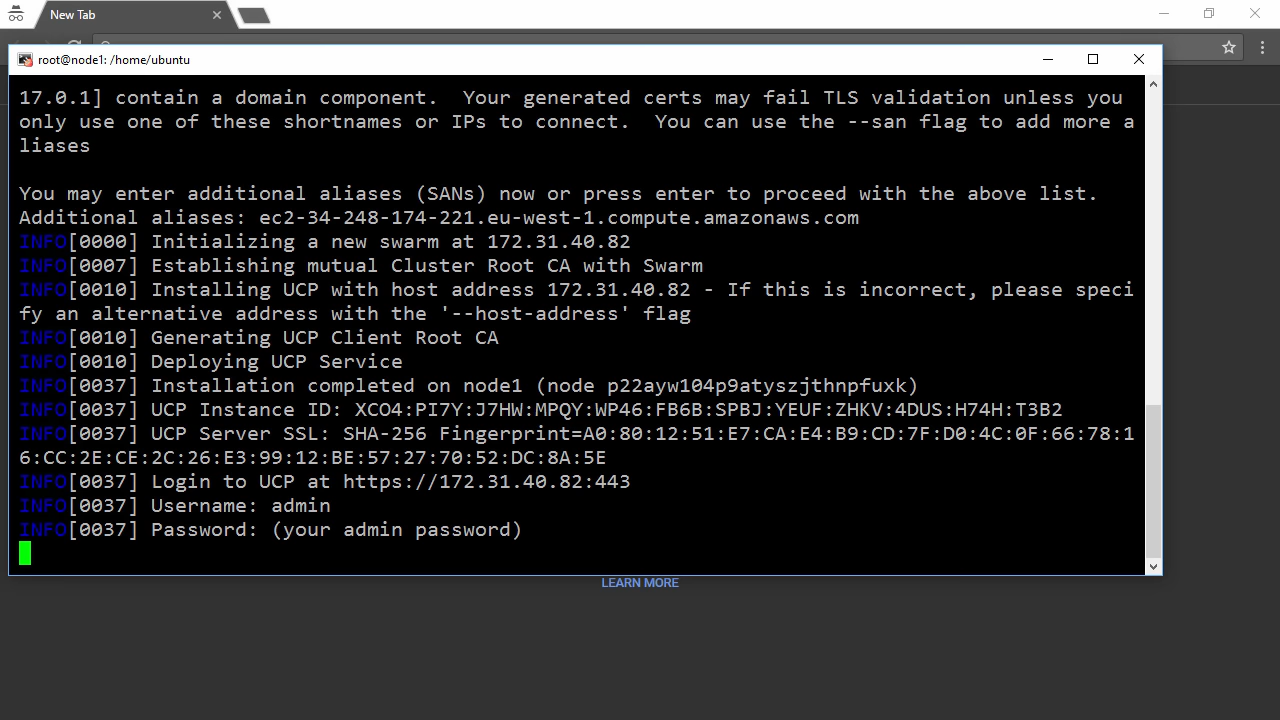 New Tab
root@node1: /home/ubuntu
17.0.1] contain a domain component.  Your generated certs may fail TLS validation unless you
only use one of these shortnames or IPs to connect.  You can use the --san flag to add more a
liases
You may enter additional aliases (SANs) now or press enter to proceed with the above list.
Additional aliases: ec2-34-248-174-221.eu-west-1.compute.amazonaws.com
INFO[0000] Initializing a new swarm at 172.31.40.82
INFO[0007] Establishing mutual Cluster Root CA with Swarm
INFO[0010] Installing UCP with host address 172.31.40.82 - If this is incorrect, please speci
fy an alternative address with the '--host-address' flag
INFO[0010] Generating UCP Client Root CA
INFO[0010] Deploying UCP Service
INFO[0037] Installation completed on node1 (node p22ayw104p9atyszjthnpfuxk)
INFO[0037] UCP Instance ID: XCO4:PI7Y:J7HW:MPQY:WP46:FB6B:SPBJ:YEUF:ZHKV:4DUS:H74H:T3B2
INFO[0037] UCP Server SSL: SHA-256 Fingerprint=A0:80:12:51:E7:CA:E4:B9:CD:7F:D0:4C:0F:66:78:1
6:CC:2E:CE:2C:26:E3:99:12:BE:57:27:70:52:DC:8A:5E
INFO[0037] Login to UCP at https://172.31.40.82:443
INFO[0037] Username: admin
INFO[0037] Password: (your admin password)
LEARN MORE